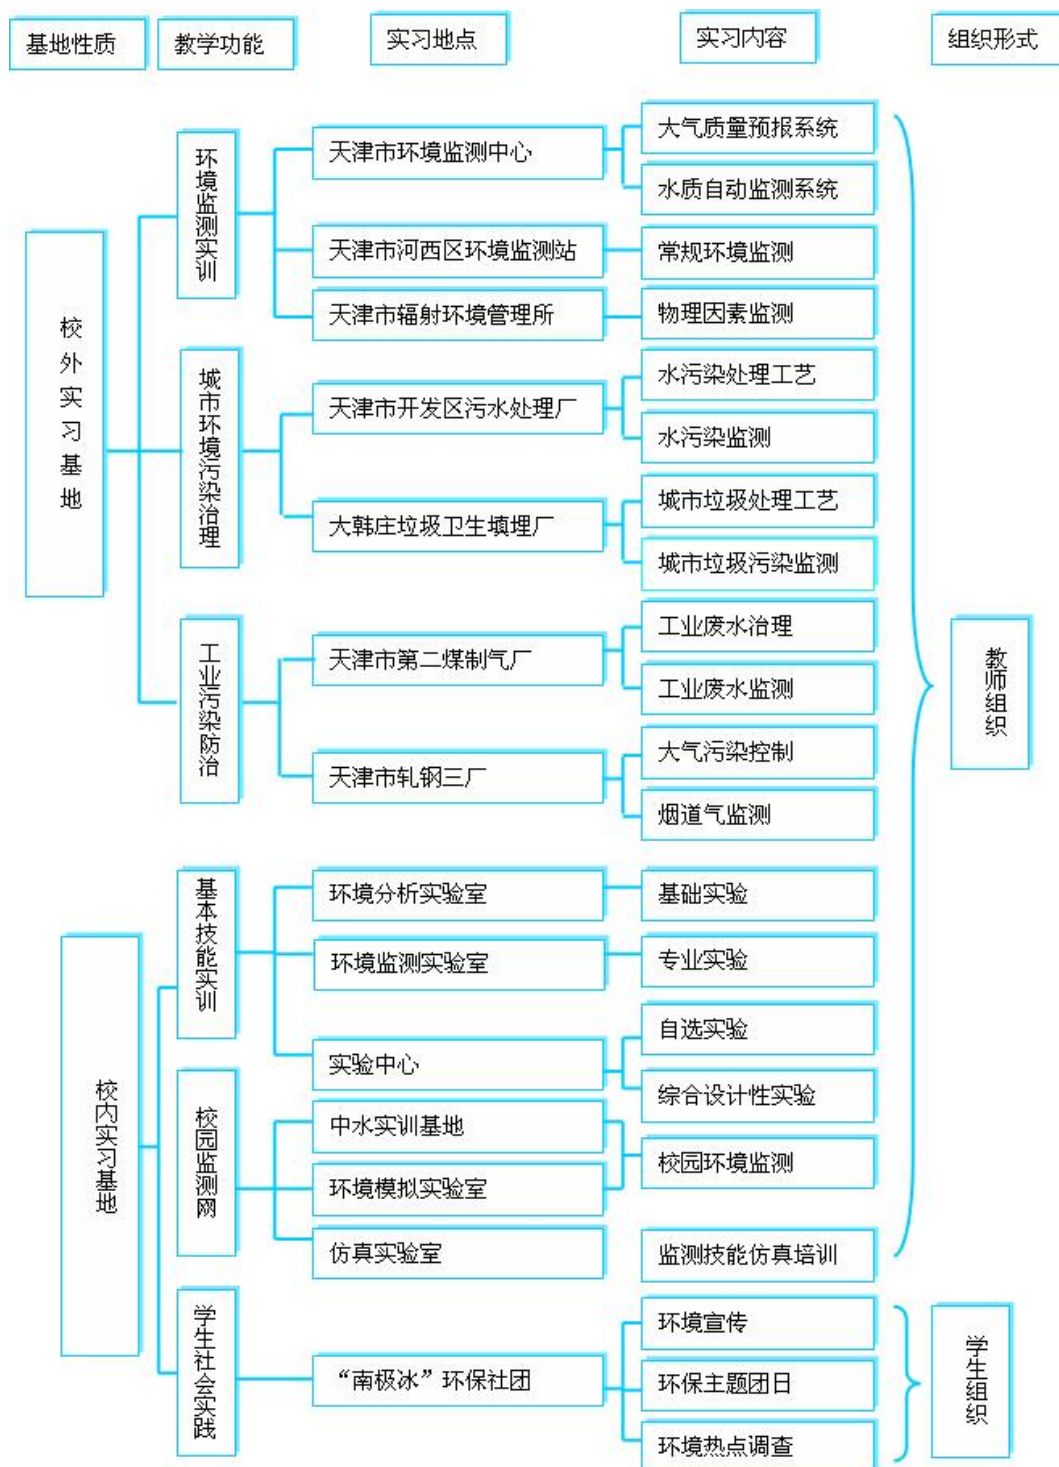 基地性质
教学功能
实习地点
实习内容
组织形式
校外实习基地
环境监测实训
天津市环境监测中心
大气质量预报系统
水质自动监测系统
天津市河西区环境监测站
常规环境监测
天津市辐射环境管理所
物理因素监测
城市环境污染治理
天津市开发区污水处理厂
水污染处理工艺
水污染监测
大韩庄垃圾卫生填埋厂
城市垃圾处理工艺
城市垃圾污染监测
工业污染防治
天津市第二煤制气厂
工业废水治理
工业废水监测
天津市轧钢三厂
大气污染控制
烟道气监测
教师组织
校内实习基地
基本技能实训
环境分析实验室
基础实验
环境监测实验室
专业实验
实验中心
自选实验
综合设计性实验
校园监测网
中水实训基地
环境模拟实验室
校园环境监测
仿真实验室
监测技能仿真培训
学生社会实践
“南极冰”环保社团
环境宣传
环保主题团日
环境热点调查
学生组织